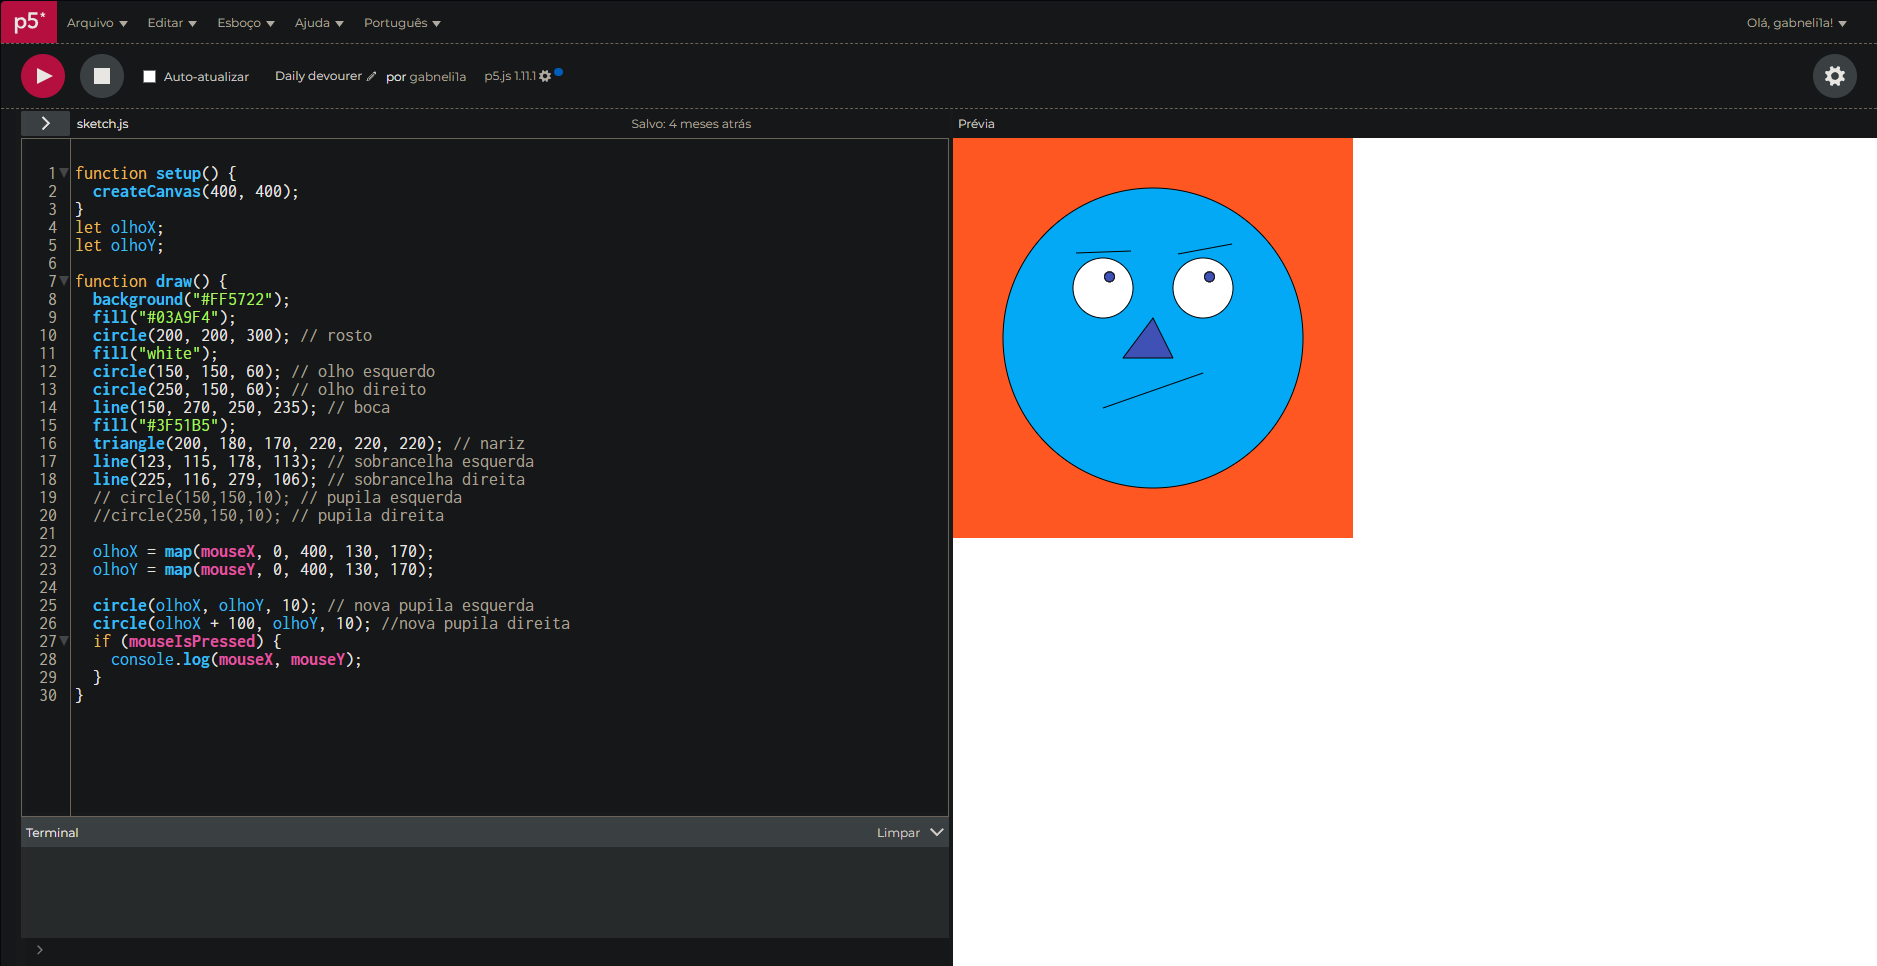 p5* Arquivo Editar Esboço Ajuda Português Olá, gabneli1a!
Auto-atualizar Daily devourer por gabneli1a p5.js 1.11.1
sketch.js Salvo: 4 meses atrás Prévia
1 function setup() {
2   createCanvas(400, 400);
3 }
4 let olhoX;
5 let olhoY;
6
7 function draw() {
8   background("#FF5722");
9   fill("#03A9F4");
10   circle(200, 200, 300); // rosto
11   fill("white");
12   circle(150, 150, 60); // olho esquerdo
13   circle(250, 150, 60); // olho direito
14   line(150, 270, 250, 235); // boca
15   fill("#3F51B5");
16   triangle(200, 180, 170, 220, 220, 220); // nariz
17   line(123, 115, 178, 113); // sobrancelha esquerda
18   line(225, 116, 279, 106); // sobrancelha direita
19   // circle(150,150,10); // pupila esquerda
20   //circle(250,150,10); // pupila direita
21
22   olhoX = map(mouseX, 0, 400, 130, 170);
23   olhoY = map(mouseY, 0, 400, 130, 170);
24
25   circle(olhoX, olhoY, 10); // nova pupila esquerda
26   circle(olhoX + 100, olhoY, 10); //nova pupila direita
27   if (mouseIsPressed) {
28     console.log(mouseX, mouseY);
29   }
30 }
Terminal Limpar